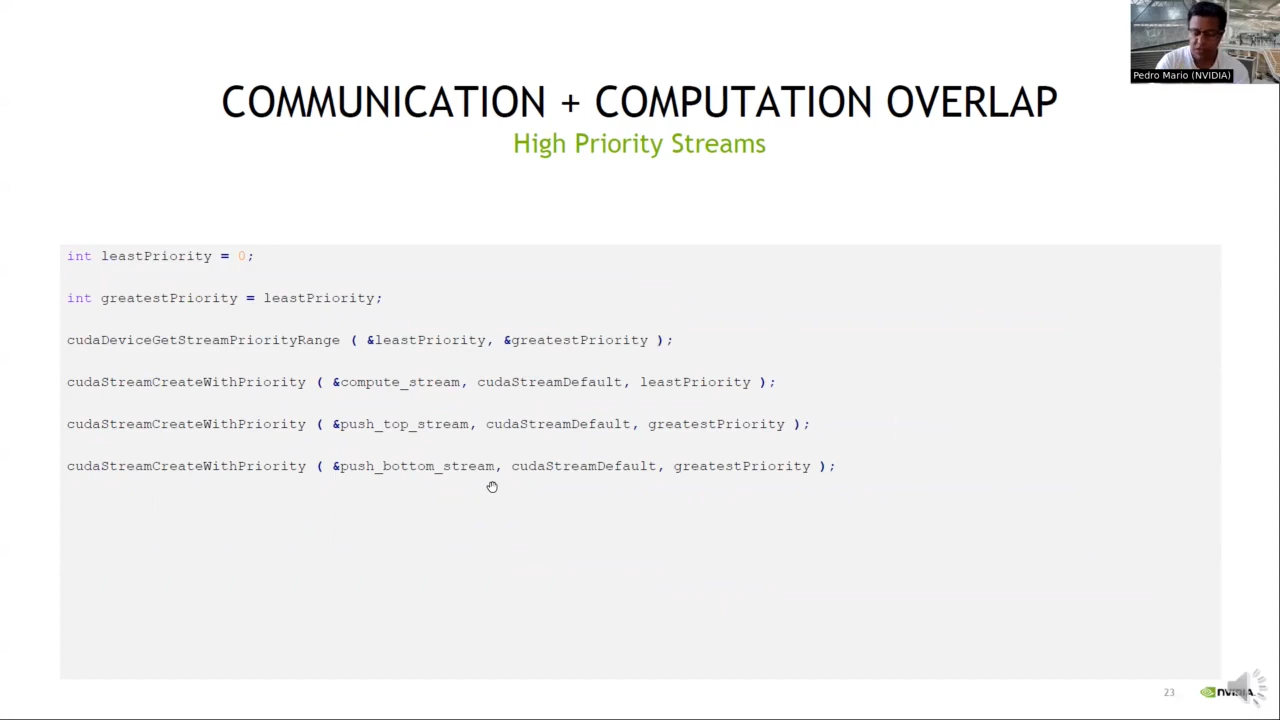 Pedro Mario (NVIDIA)
COMMUNICATION + COMPUTATION OVERLAP
High Priority Streams
int leastPriority = 0;
int greatestPriority = leastPriority;
cudaDeviceGetStreamPriorityRange ( &leastPriority, &greatestPriority );
cudaStreamCreateWithPriority ( &compute_stream, cudaStreamDefault, leastPriority );
cudaStreamCreateWithPriority ( &push_top_stream, cudaStreamDefault, greatestPriority );
cudaStreamCreateWithPriority ( &push_bottom_stream, cudaStreamDefault, greatestPriority );
23
NVIDIA